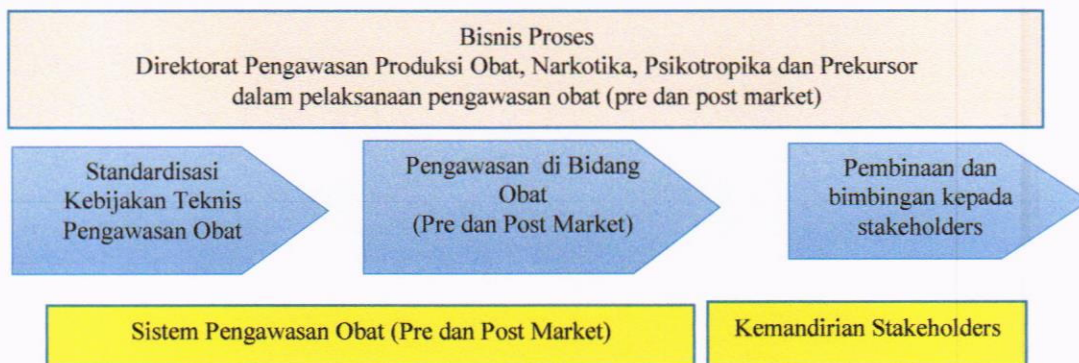 Bisnis Proses
Direktorat Pengawasan Produksi Obat, Narkotika, Psikotropika dan Prekursor
dalam pelaksanaan pengawasan obat (pre dan post market)
Standardisasi
Kebijakan Teknis
Pengawasan Obat
Pengawasan di Bidang
Obat
(Pre dan Post Market)
Pembinaan dan
bimbingan kepada
stakeholders
Sistem Pengawasan Obat (Pre dan Post Market)
Kemandirian Stakeholders